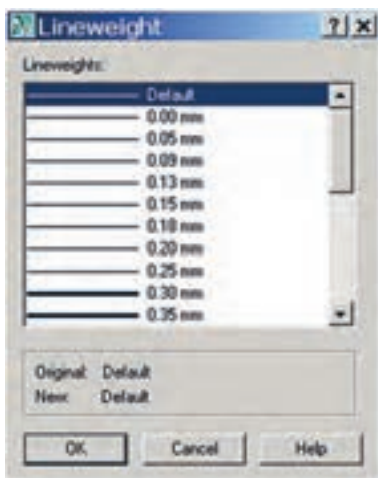 Lineweight ? ×
Lineweights:
Default
0.00 mm
0.05 mm
0.09 mm
0.13 mm
0.15 mm
0.18 mm
0.20 mm
0.25 mm
0.30 mm
0.35 mm
Original: Default
New: Default
OK Cancel Help